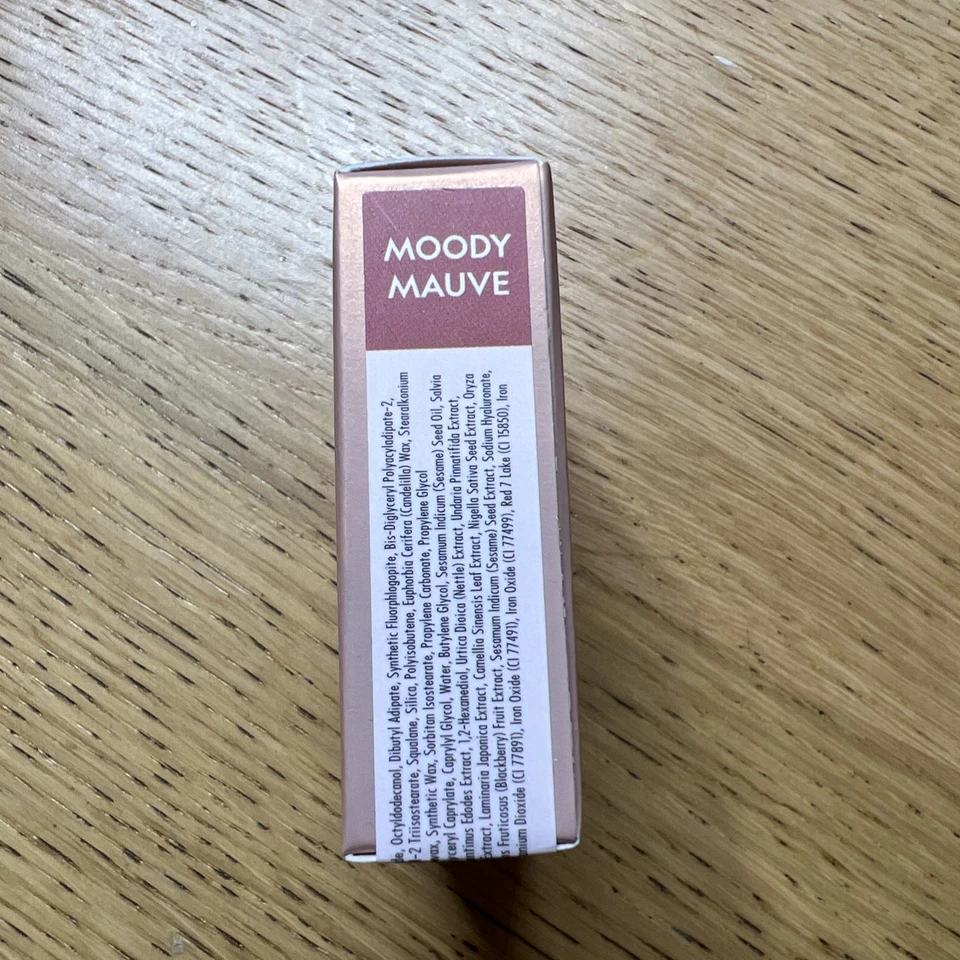 MOODY
MAUVE
Octyldodecanol, Dibutyl Adipate, Synthetic Fluorphlogopite, Bis-Diglyceryl Polyacyladipate-2,
-2 Triisostearate, Squalane, Silica, Polyisobutene, Euphorbia Cerifera (Candelilla) Wax, Stearalkonium
Synthetic Wax, Sorbitan Isostearate, Propylene Carbonate, Propylene Glycol
Caprylate, Caprylyl Glycol, Water, Butylene Glycol, Sesamum Indicum (Sesame) Seed Oil, Salvia
Edodes Extract, 1,2-Hexanediol, Urtica Dioica (Nettle) Extract, Undaria Pinnatifida Extract,
Extract, Laminaria Japonica Extract, Camellia Sinensis Leaf Extract, Nigella Sativa Seed Extract, Oryza
Fruticosus (Blackberry) Fruit Extract, Sesamum Indicum (Sesame) Seed Extract, Sodium Hyaluronate,
Dioxide (CI 77891), Iron Oxide (CI 77491), Iron Oxide (CI 77499), Red 7 Lake (CI 15850), Iron